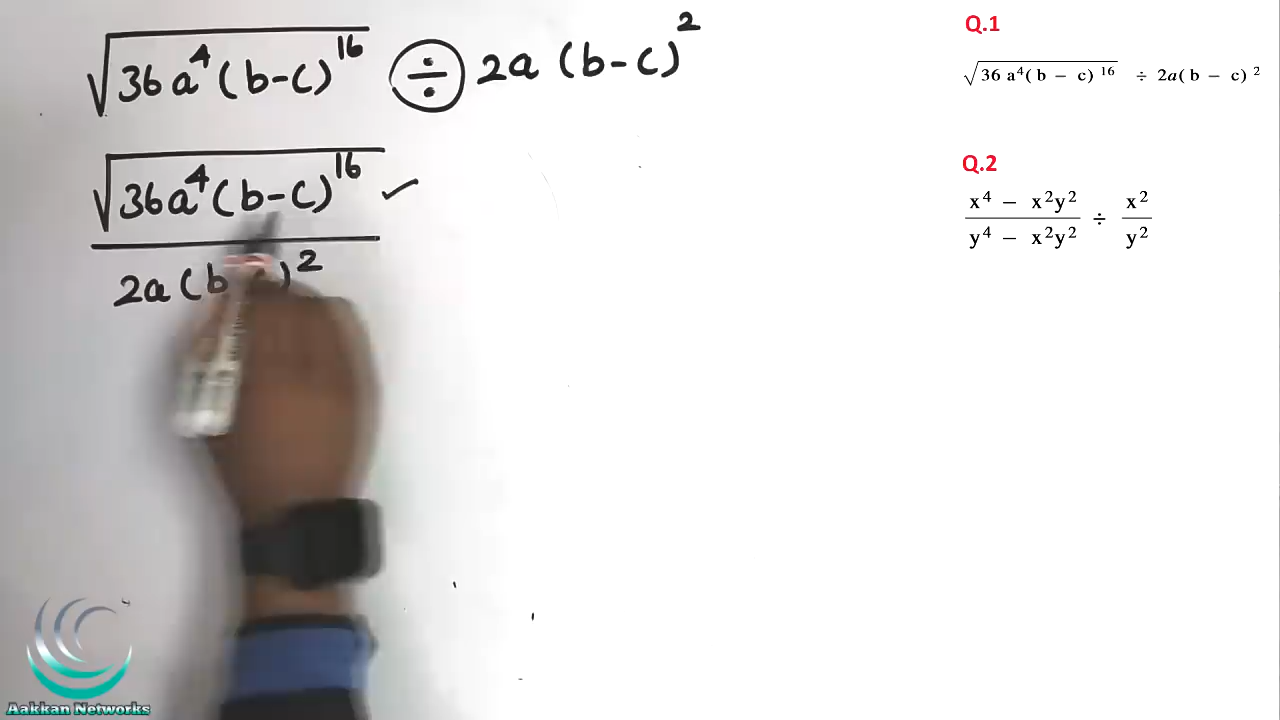 √36a⁴(b-c)¹⁶ ÷ 2a(b-c)²
√36a⁴(b-c)¹⁶ ✓
2a(b )²
Q.1
√36 a⁴( b − c) ¹⁶ ÷ 2a( b − c) ²
Q.2
x⁴ − x²y² ÷ x²
y⁴ − x²y² y²
Aakkan Networks